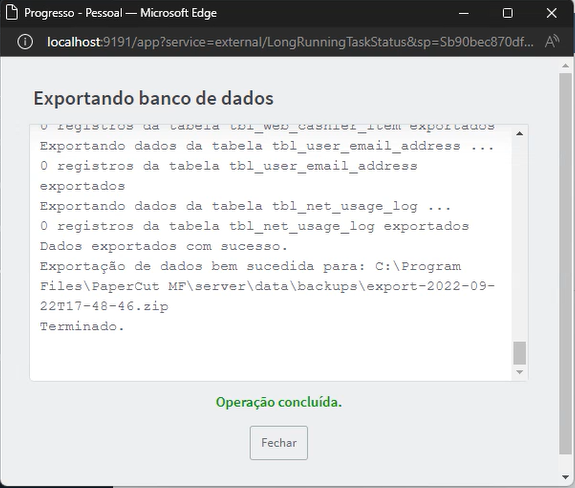 Progresso - Pessoal — Microsoft Edge
localhost:9191/app?service=external/LongRunningTaskStatus&sp=Sb90bec870df...
Exportando banco de dados
0 registros da tabela tbl_web_cashier_item exportados
Exportando dados da tabela tbl_user_email_address ...
0 registros da tabela tbl_user_email_address
exportados
Exportando dados da tabela tbl_net_usage_log ...
0 registros da tabela tbl_net_usage_log exportados
Dados exportados com sucesso.
Exportação de dados bem sucedida para: C:\Program
Files\PaperCut MF\server\data\backups\export-2022-09-
22T17-48-46.zip
Terminado.
Operação concluída.
Fechar